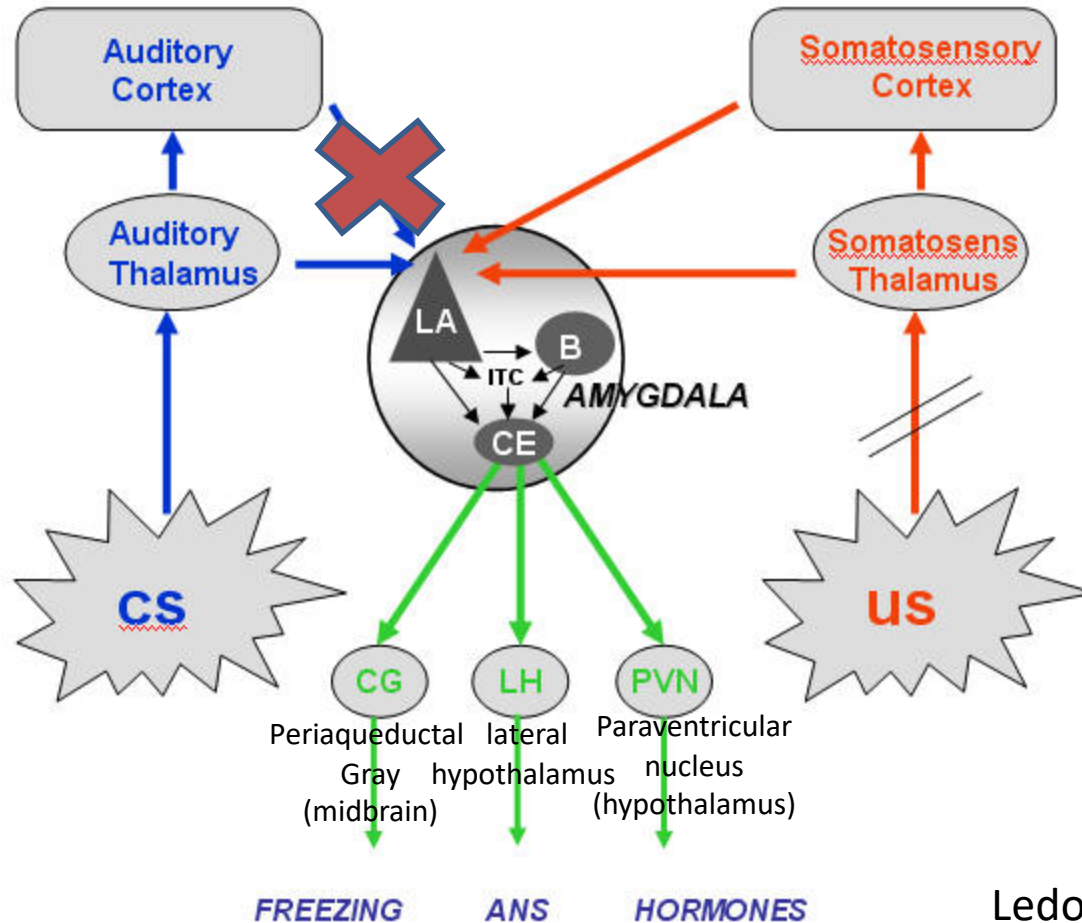 Auditory
Cortex
Somatosensory
Cortex
Auditory
Thalamus
Somatosens
Thalamus
LA
B
ITC
AMYGDALA
CE
cs
us
CG
LH
PVN
Periaqueductal
Gray
(midbrain)
lateral
hypothalamus
Paraventricular
nucleus
(hypothalamus)
FREEZING
ANS
HORMONES
Ledo